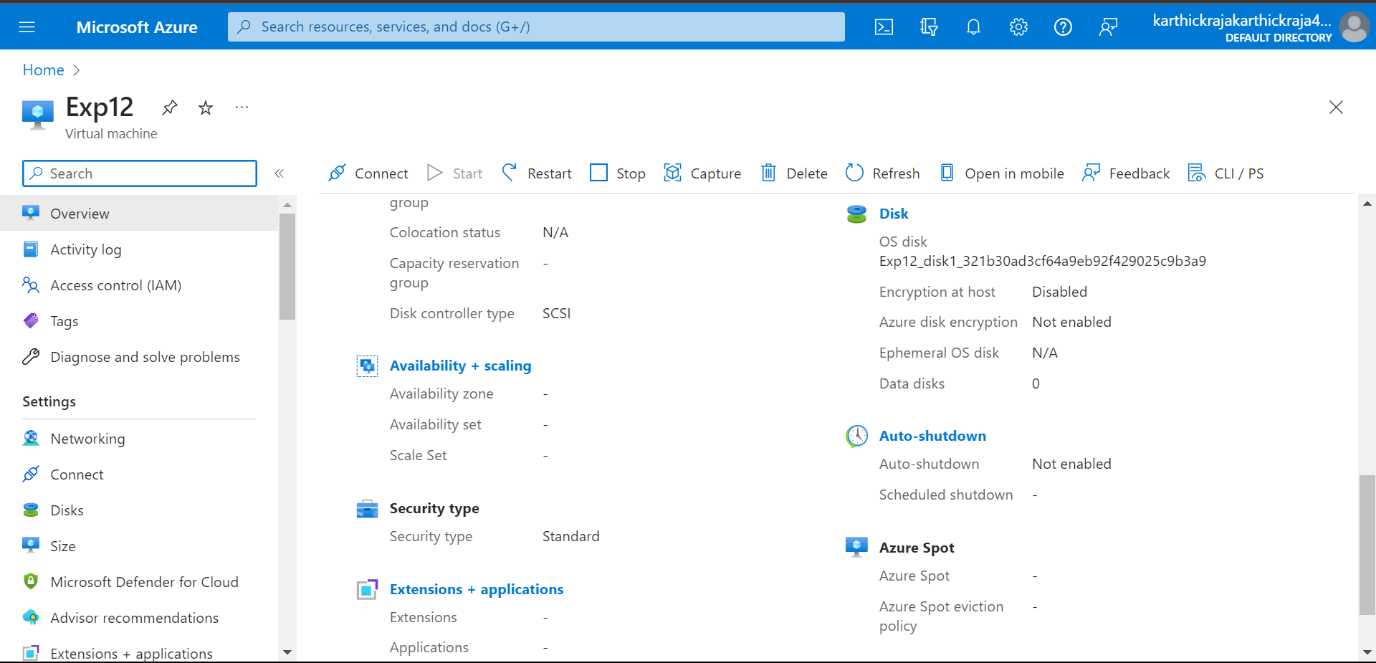 Microsoft Azure
Search resources, services, and docs (G+/)
karthickrajakarthickraja4...
DEFAULT DIRECTORY
Home
Exp12
...
Virtual machine
Search
«
Connect
Start
Restart
Stop
Capture
Delete
Refresh
Open in mobile
Feedback
CLI / PS
Overview
Activity log
Access control (IAM)
Tags
Diagnose and solve problems
Settings
Networking
Connect
Disks
Size
Microsoft Defender for Cloud
Advisor recommendations
Extensions + applications
group
Colocation status N/A
Capacity reservation -
group
Disk controller type SCSI
Availability + scaling
Availability zone -
Availability set -
Scale Set -
Security type
Security type Standard
Extensions + applications
Extensions -
Applications -
Disk
OS disk
Exp12_disk1_321b30ad3cf64a9eb92f429025c9b3a9
Encryption at host Disabled
Azure disk encryption Not enabled
Ephemeral OS disk N/A
Data disks 0
Auto-shutdown
Auto-shutdown Not enabled
Scheduled shutdown -
Azure Spot
Azure Spot -
Azure Spot eviction -
policy